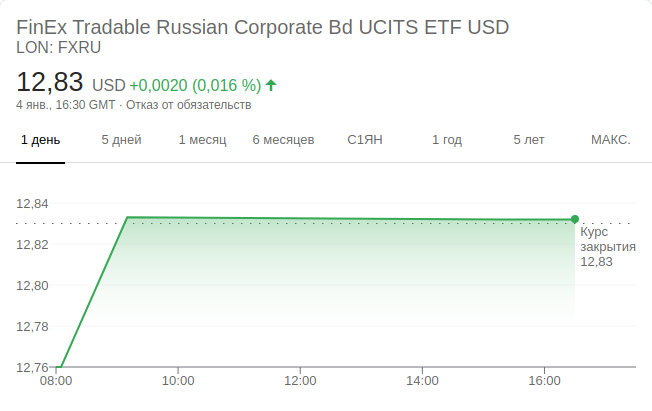 FinEx Tradable Russian Corporate Bd UCITS ETF USD
LON: FXRU
12,83 USD +0,0020 (0,016 %)
4 янв., 16:30 GMT · Отказ от обязательств
1 день 5 дней 1 месяц 6 месяцев С1ЯН 1 год 5 лет МАКС.
12,84
12,82
12,80
12,78
12,76
Курс
закрытия
12,83
08:00 10:00 12:00 14:00 16:00